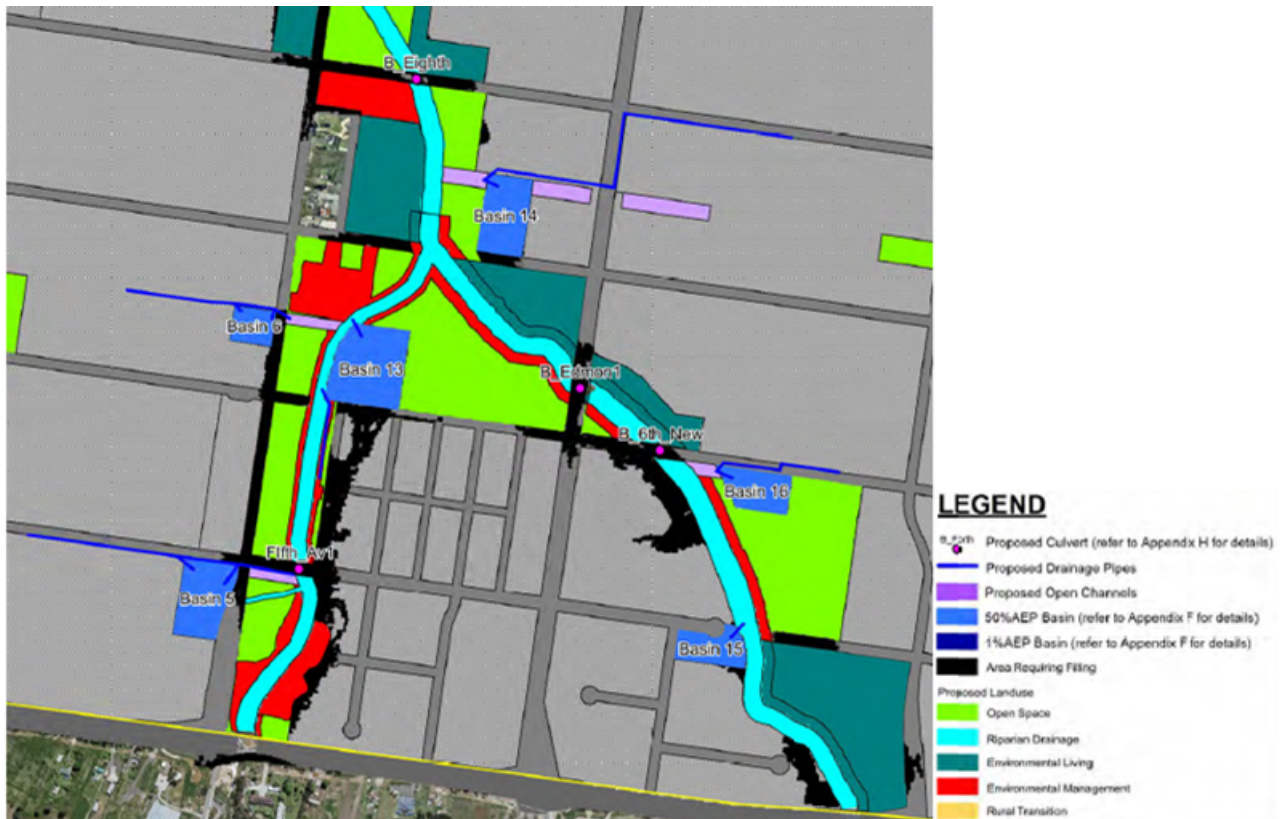 B_Eighth
Basin 14
Basin 6
Basin 13
B_Edmon1
B_6th_New
Basin 16
Fifth_Av1
Basin 5
Basin 15
LEGEND
Proposed Culvert (refer to Appendx H for details)
Proposed Drainage Pipes
Proposed Open Channels
50%AEP Basin (refer to Appendix F for details)
1%AEP Basin (refer to Appendix F for details)
Area Requiring Filling
Proposed Landuse
Open Space
Riparian Drainage
Environmental Living
Environmental Management
Rural Transition